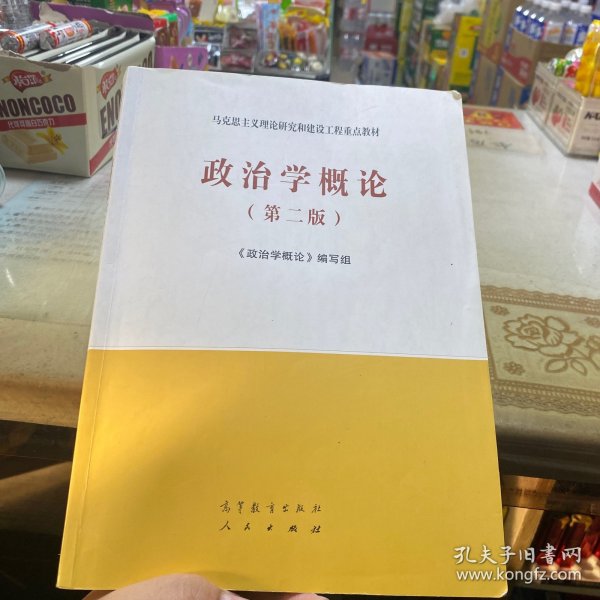 马克思主义理论研究和建设工程重点教材
政治学概论
（第二版）
《政治学概论》编写组
高等教育出版社
人民出版社
NONCOCO
孔夫子旧书网
www.kongfz.com